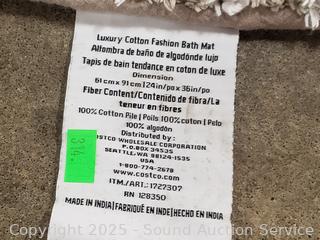 Luxury Cotton Fashion Bath Mat
Alfombra de baño de algodónde lujo
Tapis de bain tendance en coton de luxe
Dimension
61cm x 91cm|24in/po x 36in/po
Fiber Content/Contenido de fibra/La
teneur en fibres
100% Cotton Pile | Poils 100% coton | Pelo
100% algodón
Distributed by:
COSTCO WHOLESALE CORPORATION
P.O.BOX 34535
SEATTLE, WA 98124-1535
USA
1-800-774-2678
www.costco.com
ITM./ART.: 1727307
RN 128350
MADE IN INDIA|FABRIQUÉ EN INDE|HECHO EN INDIA
Copyright 2025 - Sound Auction Service